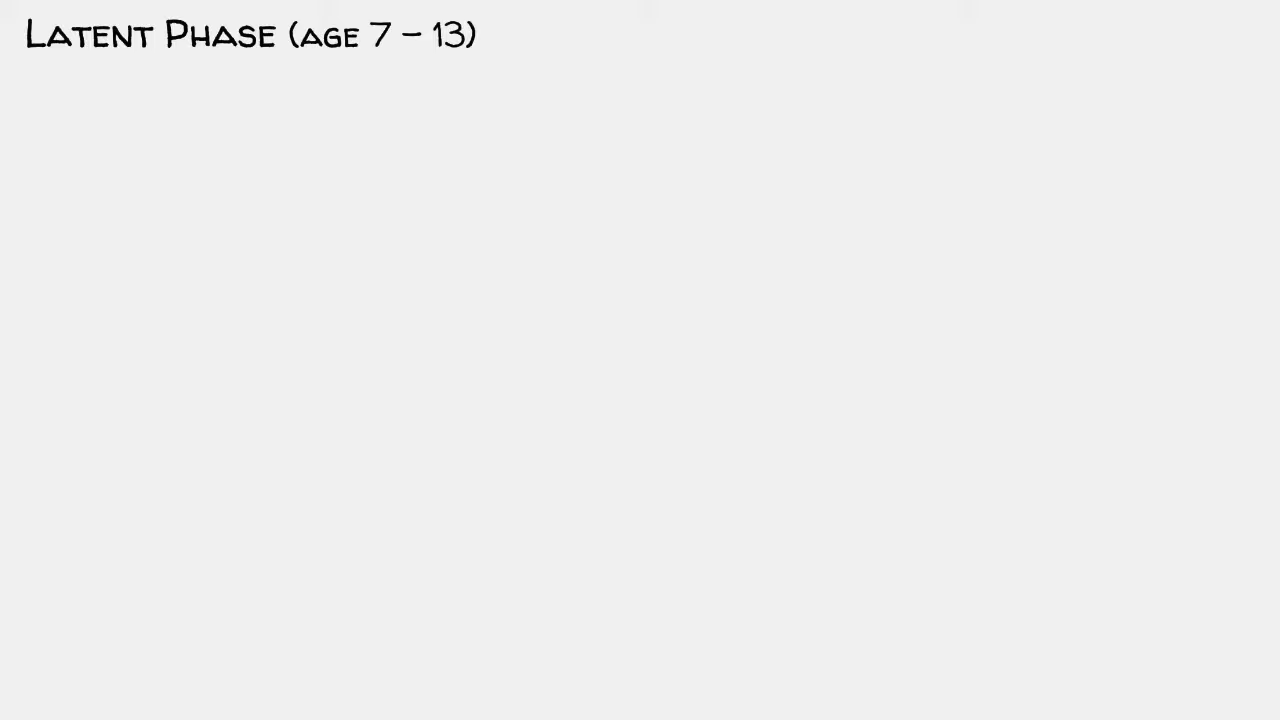 Latent Phase (age 7 – 13)